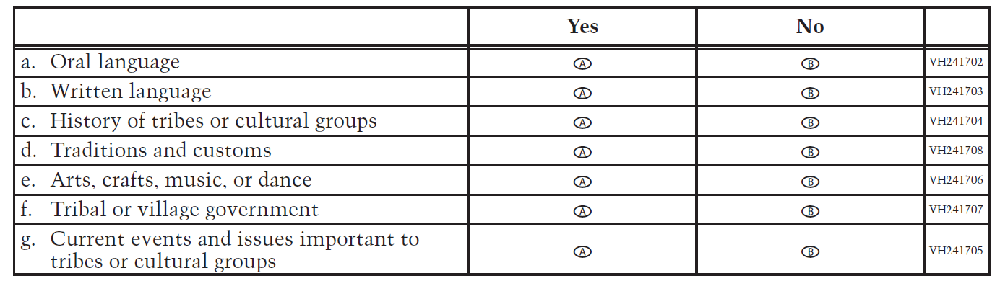 Yes No
a. Oral language Ⓐ Ⓑ VH241702
b. Written language Ⓐ Ⓑ VH241703
c. History of tribes or cultural groups Ⓐ Ⓑ VH241704
d. Traditions and customs Ⓐ Ⓑ VH241708
e. Arts, crafts, music, or dance Ⓐ Ⓑ VH241706
f. Tribal or village government Ⓐ Ⓑ VH241707
g. Current events and issues important to
tribes or cultural groups Ⓐ Ⓑ VH241705